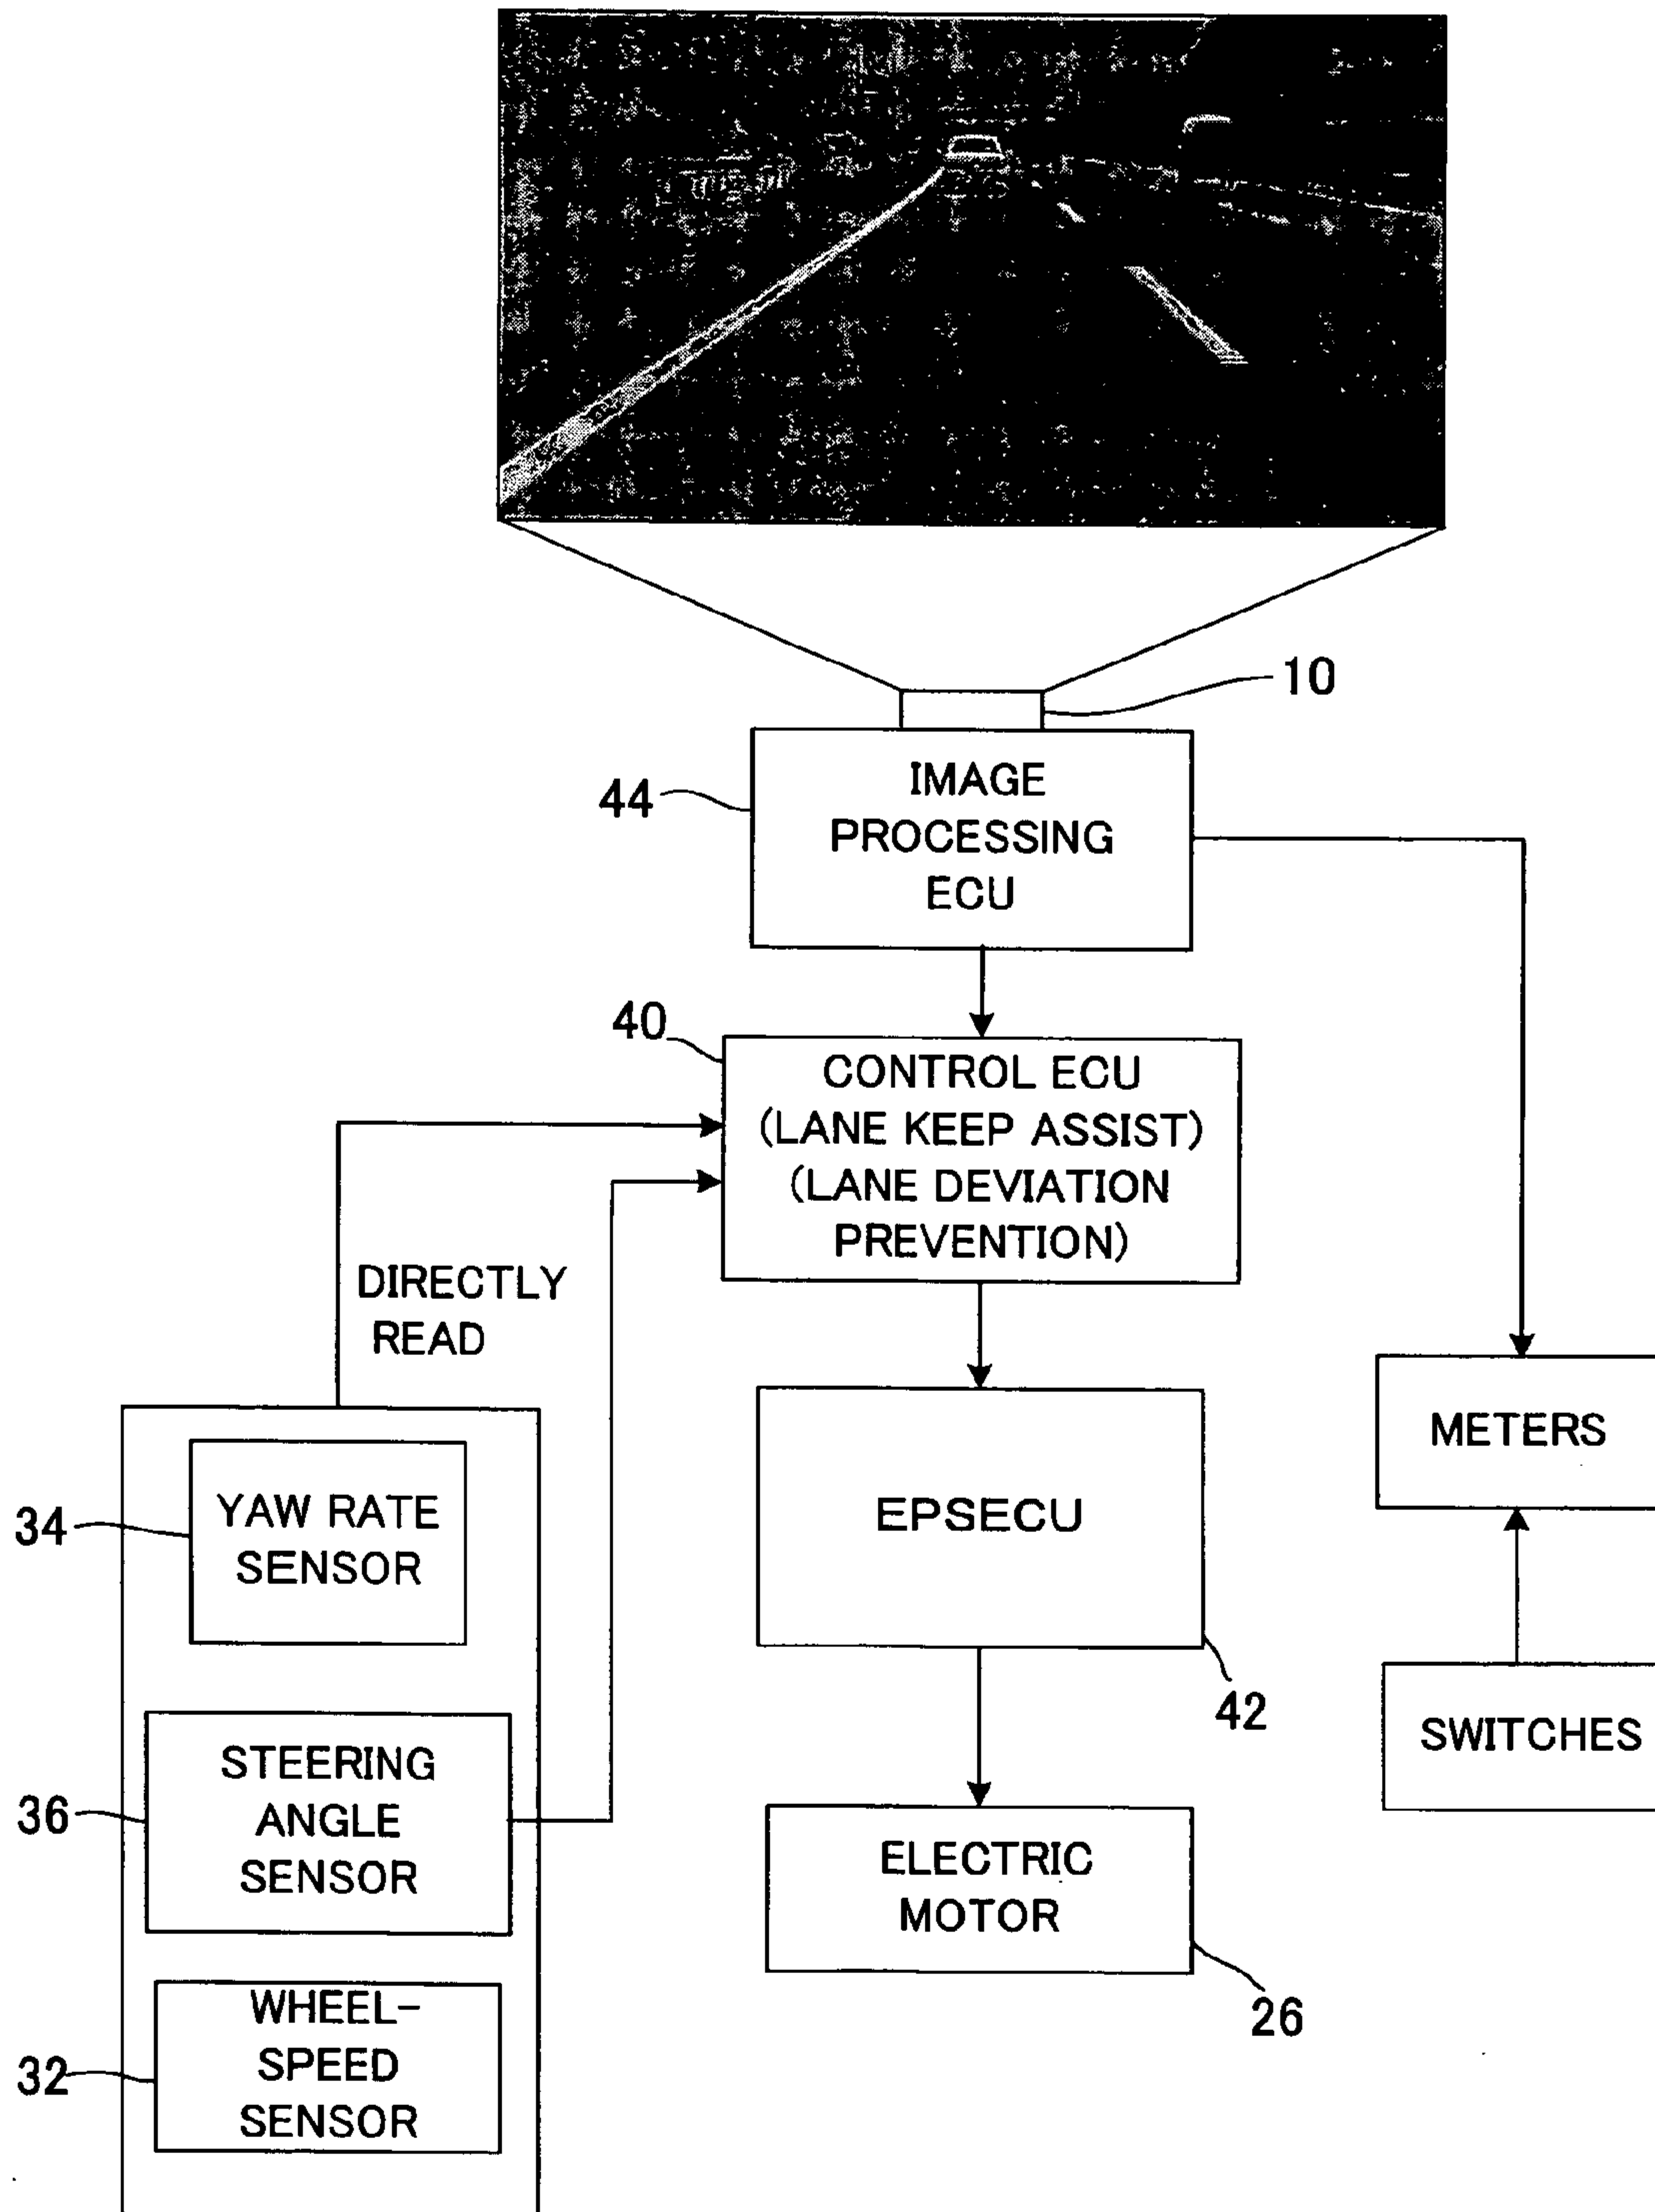 10
44
IMAGE
PROCESSING
ECU
40
CONTROL ECU
(LANE KEEP ASSIST)
(LANE DEVIATION
PREVENTION)
DIRECTLY
READ
METERS
34
YAW RATE
SENSOR
EPSECU
42
SWITCHES
36
STEERING
ANGLE
SENSOR
ELECTRIC
MOTOR
26
32
WHEEL-
SPEED
SENSOR